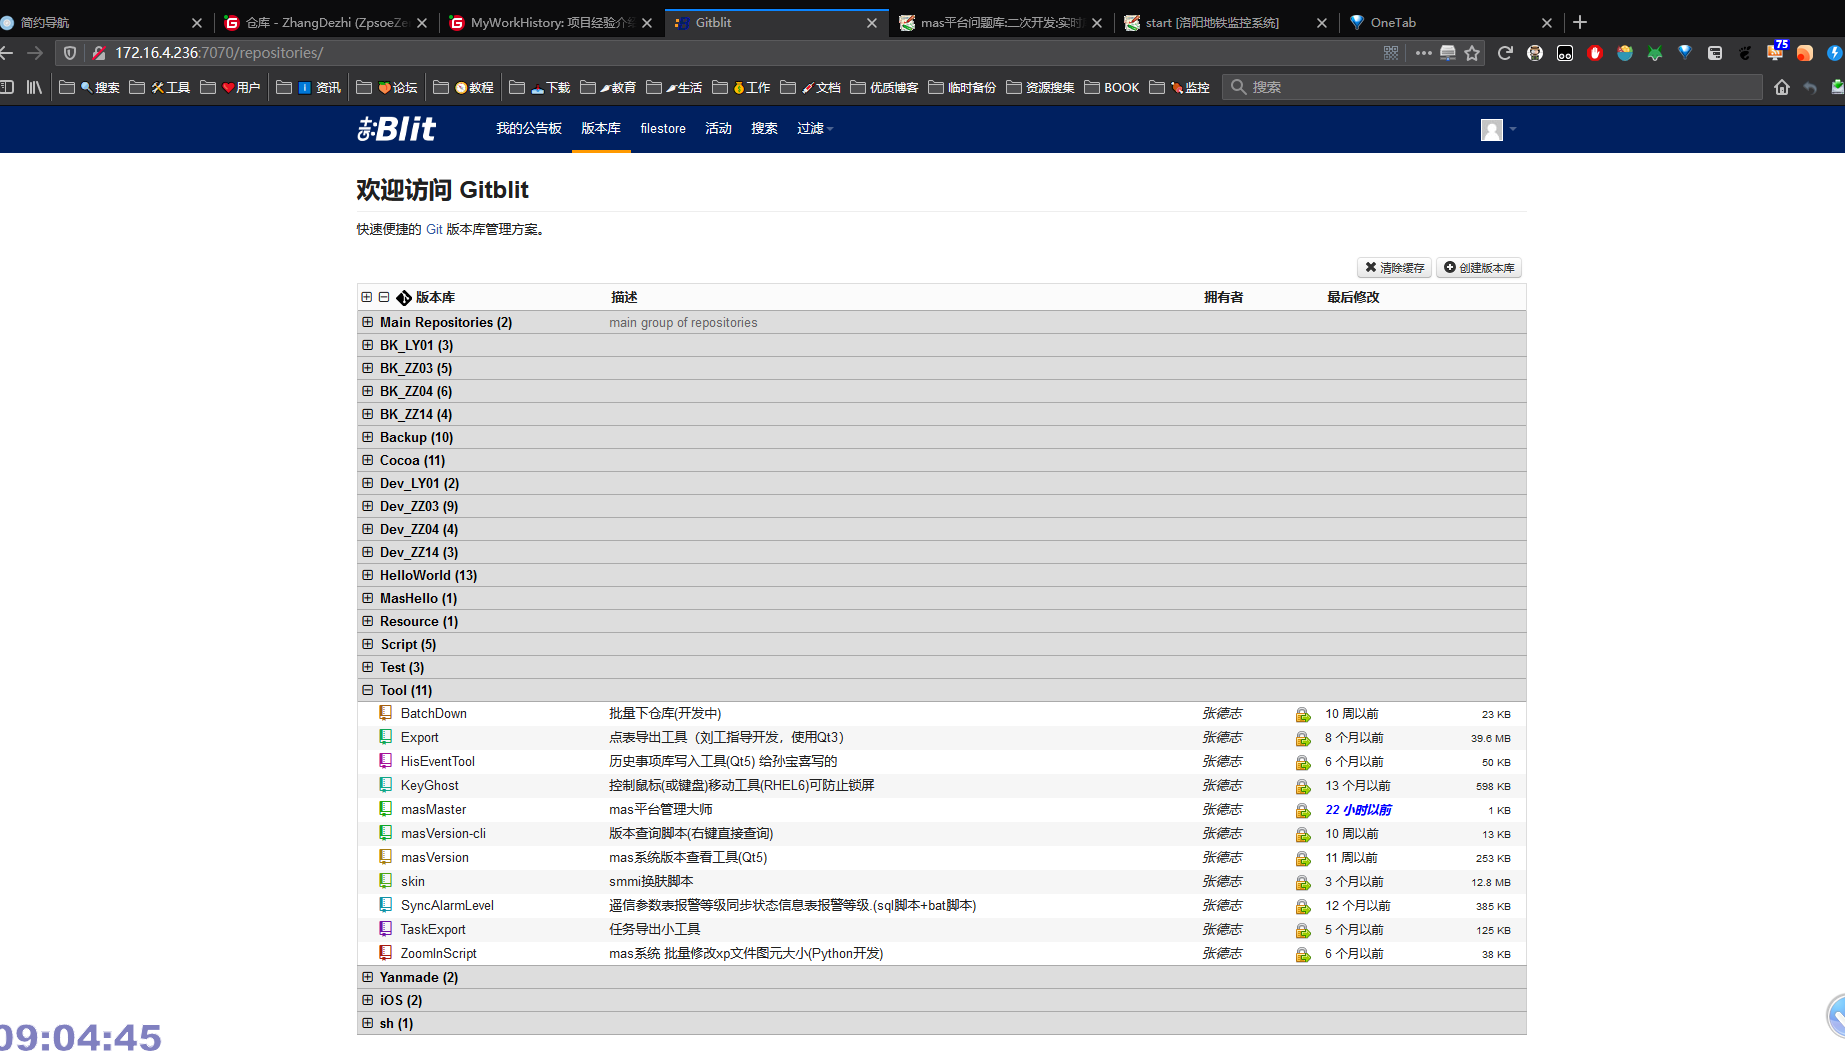 简约导航
仓库 - ZhangDezhi (ZpsoeZe
MyWorkHistory: 项目经验介绍
Gitblit
mas平台问题库:二次开发:实时
start [洛阳地铁监控系统]
OneTab
172.16.4.236:7070/repositories/
75
搜索 工具 用户 资讯 论坛 教程 下载 教育 生活 工作 文档 优质博客 临时备份 资源搜集 BOOK 监控 搜索
Blit 我的公告板 版本库 filestore 活动 搜索 过滤
欢迎访问 Gitblit
快速便捷的 Git 版本库管理方案。
清除缓存 创建版本库
版本库 描述 拥有者 最后修改
Main Repositories (2) main group of repositories
BK_LY01 (3)
BK_ZZ03 (5)
BK_ZZ04 (6)
BK_ZZ14 (4)
Backup (10)
Cocoa (11)
Dev_LY01 (2)
Dev_ZZ03 (9)
Dev_ZZ04 (4)
Dev_ZZ14 (3)
HelloWorld (13)
MasHello (1)
Resource (1)
Script (5)
Test (3)
Tool (11)
BatchDown 批量下仓库(开发中) 张德志 10 周以前 23 KB
Export 点表导出工具（刘工指导开发，使用Qt3） 张德志 8 个月以前 39.6 MB
HisEventTool 历史事项库写入工具(Qt5) 给孙宝喜写的 张德志 6 个月以前 50 KB
KeyGhost 控制鼠标(或键盘)移动工具(RHEL6)可防止锁屏 张德志 13 个月以前 598 KB
masMaster mas平台管理大师 张德志 22 小时以前 1 KB
masVersion-cli 版本查询脚本(右键直接查询) 张德志 10 周以前 13 KB
masVersion mas系统版本查看工具(Qt5) 张德志 11 周以前 253 KB
skin smmi换肤脚本 张德志 3 个月以前 12.8 MB
SyncAlarmLevel 遥信参数表报警等级同步状态信息表报警等级.(sql脚本+bat脚本) 张德志 12 个月以前 385 KB
TaskExport 任务导出小工具 张德志 5 个月以前 125 KB
ZoomInScript mas系统 批量修改xp文件图元大小(Python开发) 张德志 6 个月以前 38 KB
Yanmade (2)
iOS (2)
sh (1)
09:04:45